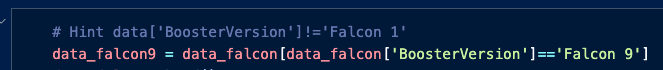 # Hint data['BoosterVersion']!='Falcon 1'
data_falcon9 = data_falcon[data_falcon['BoosterVersion']=='Falcon 9']